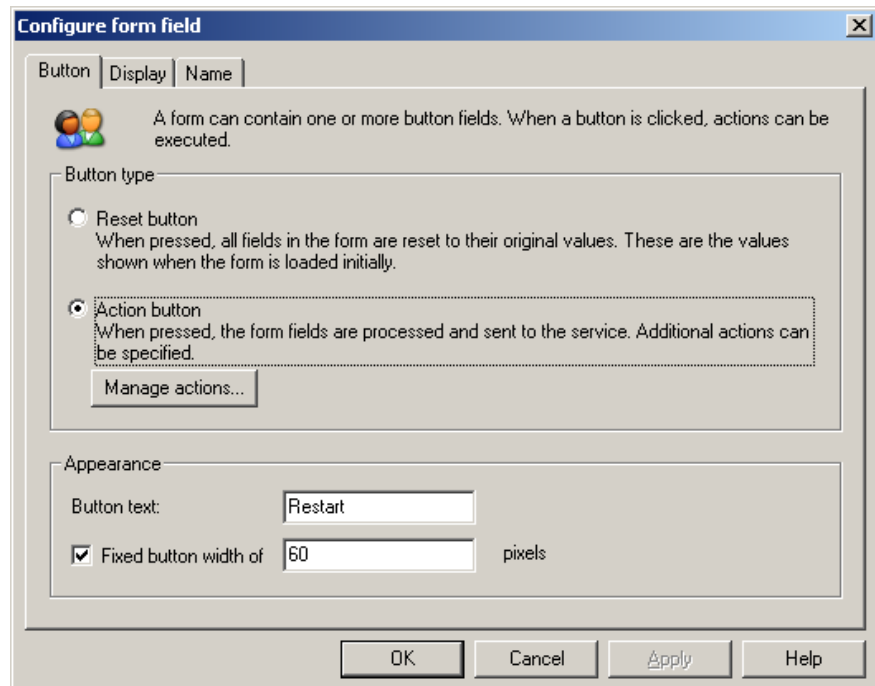 Configure form field
Button Display Name
A form can contain one or more button fields. When a button is clicked, actions can be
executed.
Button type
Reset button
When pressed, all fields in the form are reset to their original values. These are the values
shown when the form is loaded initially.
Action button
When pressed, the form fields are processed and sent to the service. Additional actions can
be specified.
Manage actions...
Appearance
Button text: Restart
Fixed button width of 60 pixels
OK Cancel Apply Help